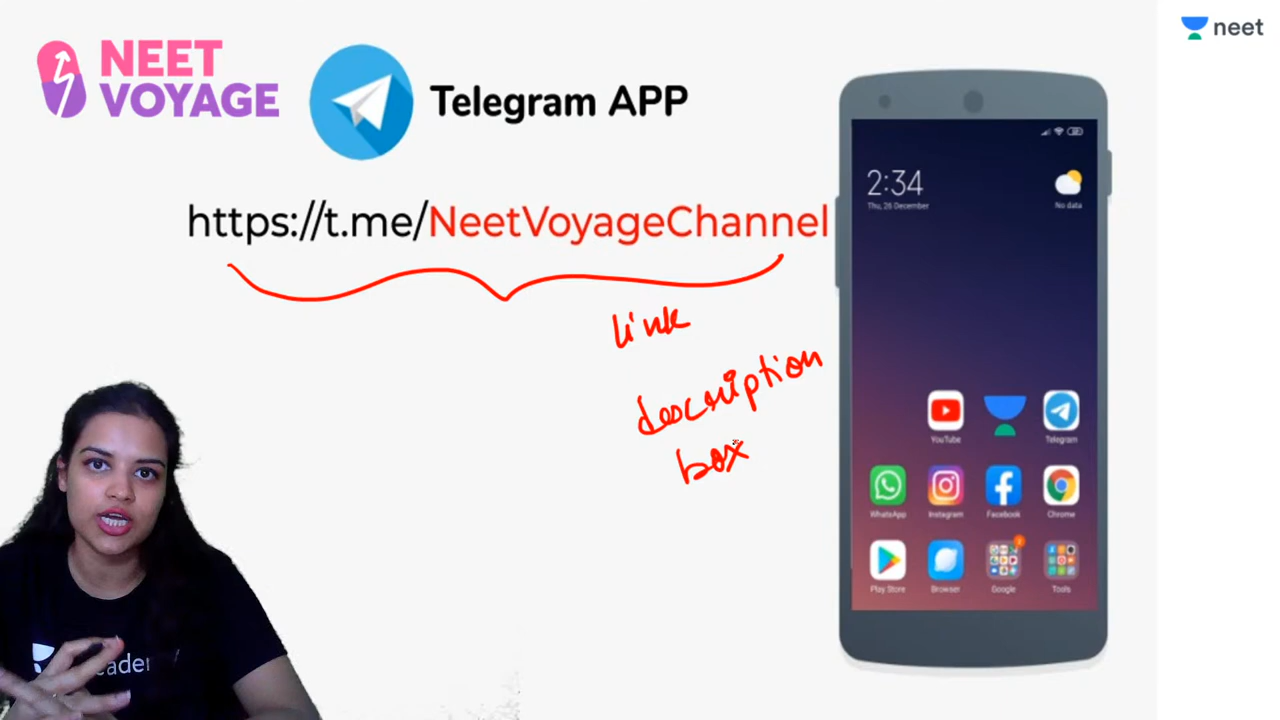 NEET
VOYAGE
Telegram APP
neet
https://t.me/NeetVoyageChannel
link
description
box
2:34
Thu, 26 December
No data
YouTube
Telegram
WhatsApp
Instagram
Facebook
Chrome
Play Store
Browser
Google
Tools